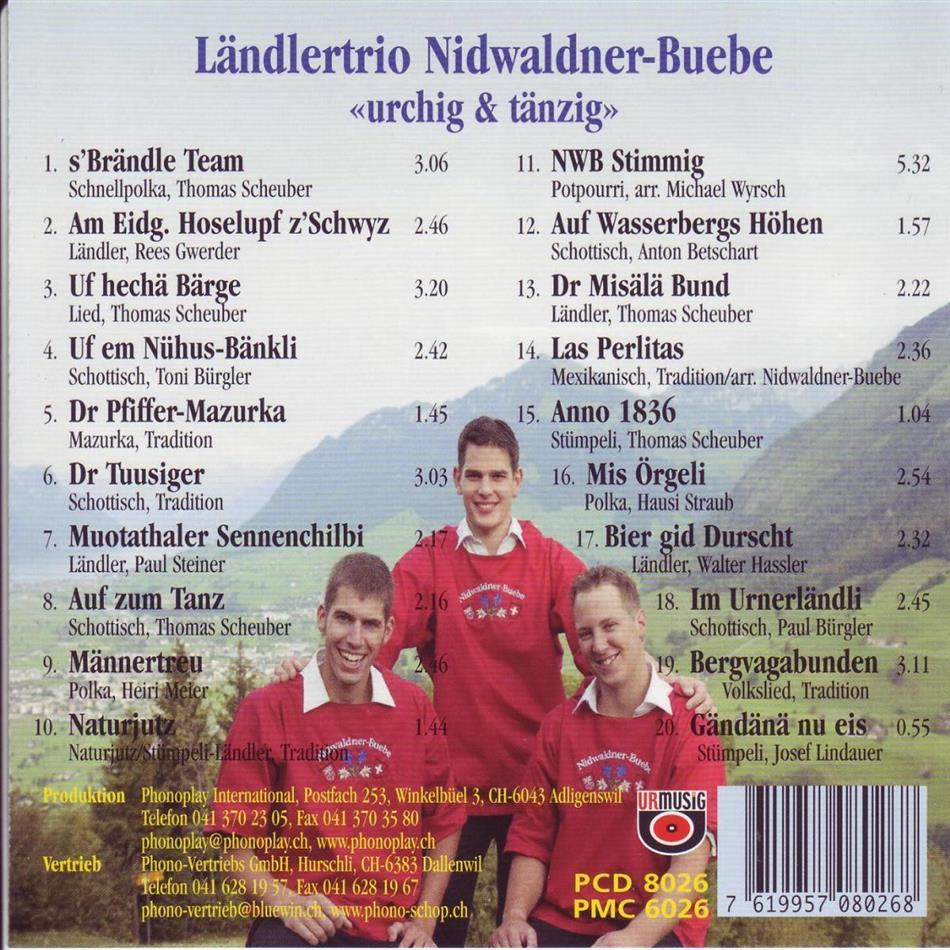 Ländlertrio Nidwaldner-Buebe
«urchig & tänzig»
1. s'Brändle Team 3.06
Schnellpolka, Thomas Scheuber
2. Am Eidg. Hoselupf z'Schwyz 2.46
Ländler, Rees Gwerder
3. Uf hechä Bärge 3.20
Lied, Thomas Scheuber
4. Uf em Nühus-Bänkli 2.42
Schottisch, Toni Bürgler
5. Dr Pfiffer-Mazurka 1.45
Mazurka, Tradition
6. Dr Tuusiger 3.03
Schottisch, Tradition
7. Muotathaler Sennenchilbi 2.17
Ländler, Paul Steiner
8. Auf zum Tanz 2.16
Schottisch, Thomas Scheuber
9. Männertreu 2.46
Polka, Heiri Meier
10. Naturjutz 1.44
Naturjutz/Stümpeli-Ländler, Tradition
11. NWB Stimmig 5.32
Potpourri, arr. Michael Wyrsch
12. Auf Wasserbergs Höhen 1.57
Schottisch, Anton Betschart
13. Dr Misälä Bund 2.22
Ländler, Thomas Scheuber
14. Las Perlitas 2.36
Mexikanisch, Tradition/arr. Nidwaldner-Buebe
15. Anno 1836 1.04
Stümpeli, Thomas Scheuber
16. Mis Örgeli 2.54
Polka, Hausi Straub
17. Bier gid Durscht 2.32
Ländler, Walter Hassler
18. Im Urnerländli 2.45
Schottisch, Paul Bürgler
19. Bergvagabunden 3.11
Volkslied, Tradition
20. Gändänä nu eis 0.55
Stümpeli, Josef Lindauer
Nidwaldner-Buebe
Nidwaldner-Buebe
Nidwaldner-Buebe
Produktion Phonoplay International, Postfach 253, Winkelbüel 3, CH-6043 Adligenswil
Telefon 041 370 23 05, Fax 041 370 35 80
phonoplay@phonoplay.ch, www.phonoplay.ch
Vertrieb Phono-Vertriebs GmbH, Hurschli, CH-6383 Dallenwil
Telefon 041 628 19 57, Fax 041 628 19 67
phono-vertrieb@bluewin.ch, www.phono-schop.ch
URMUSIG
PCD 8026
PMC 6026
7 619957 080268